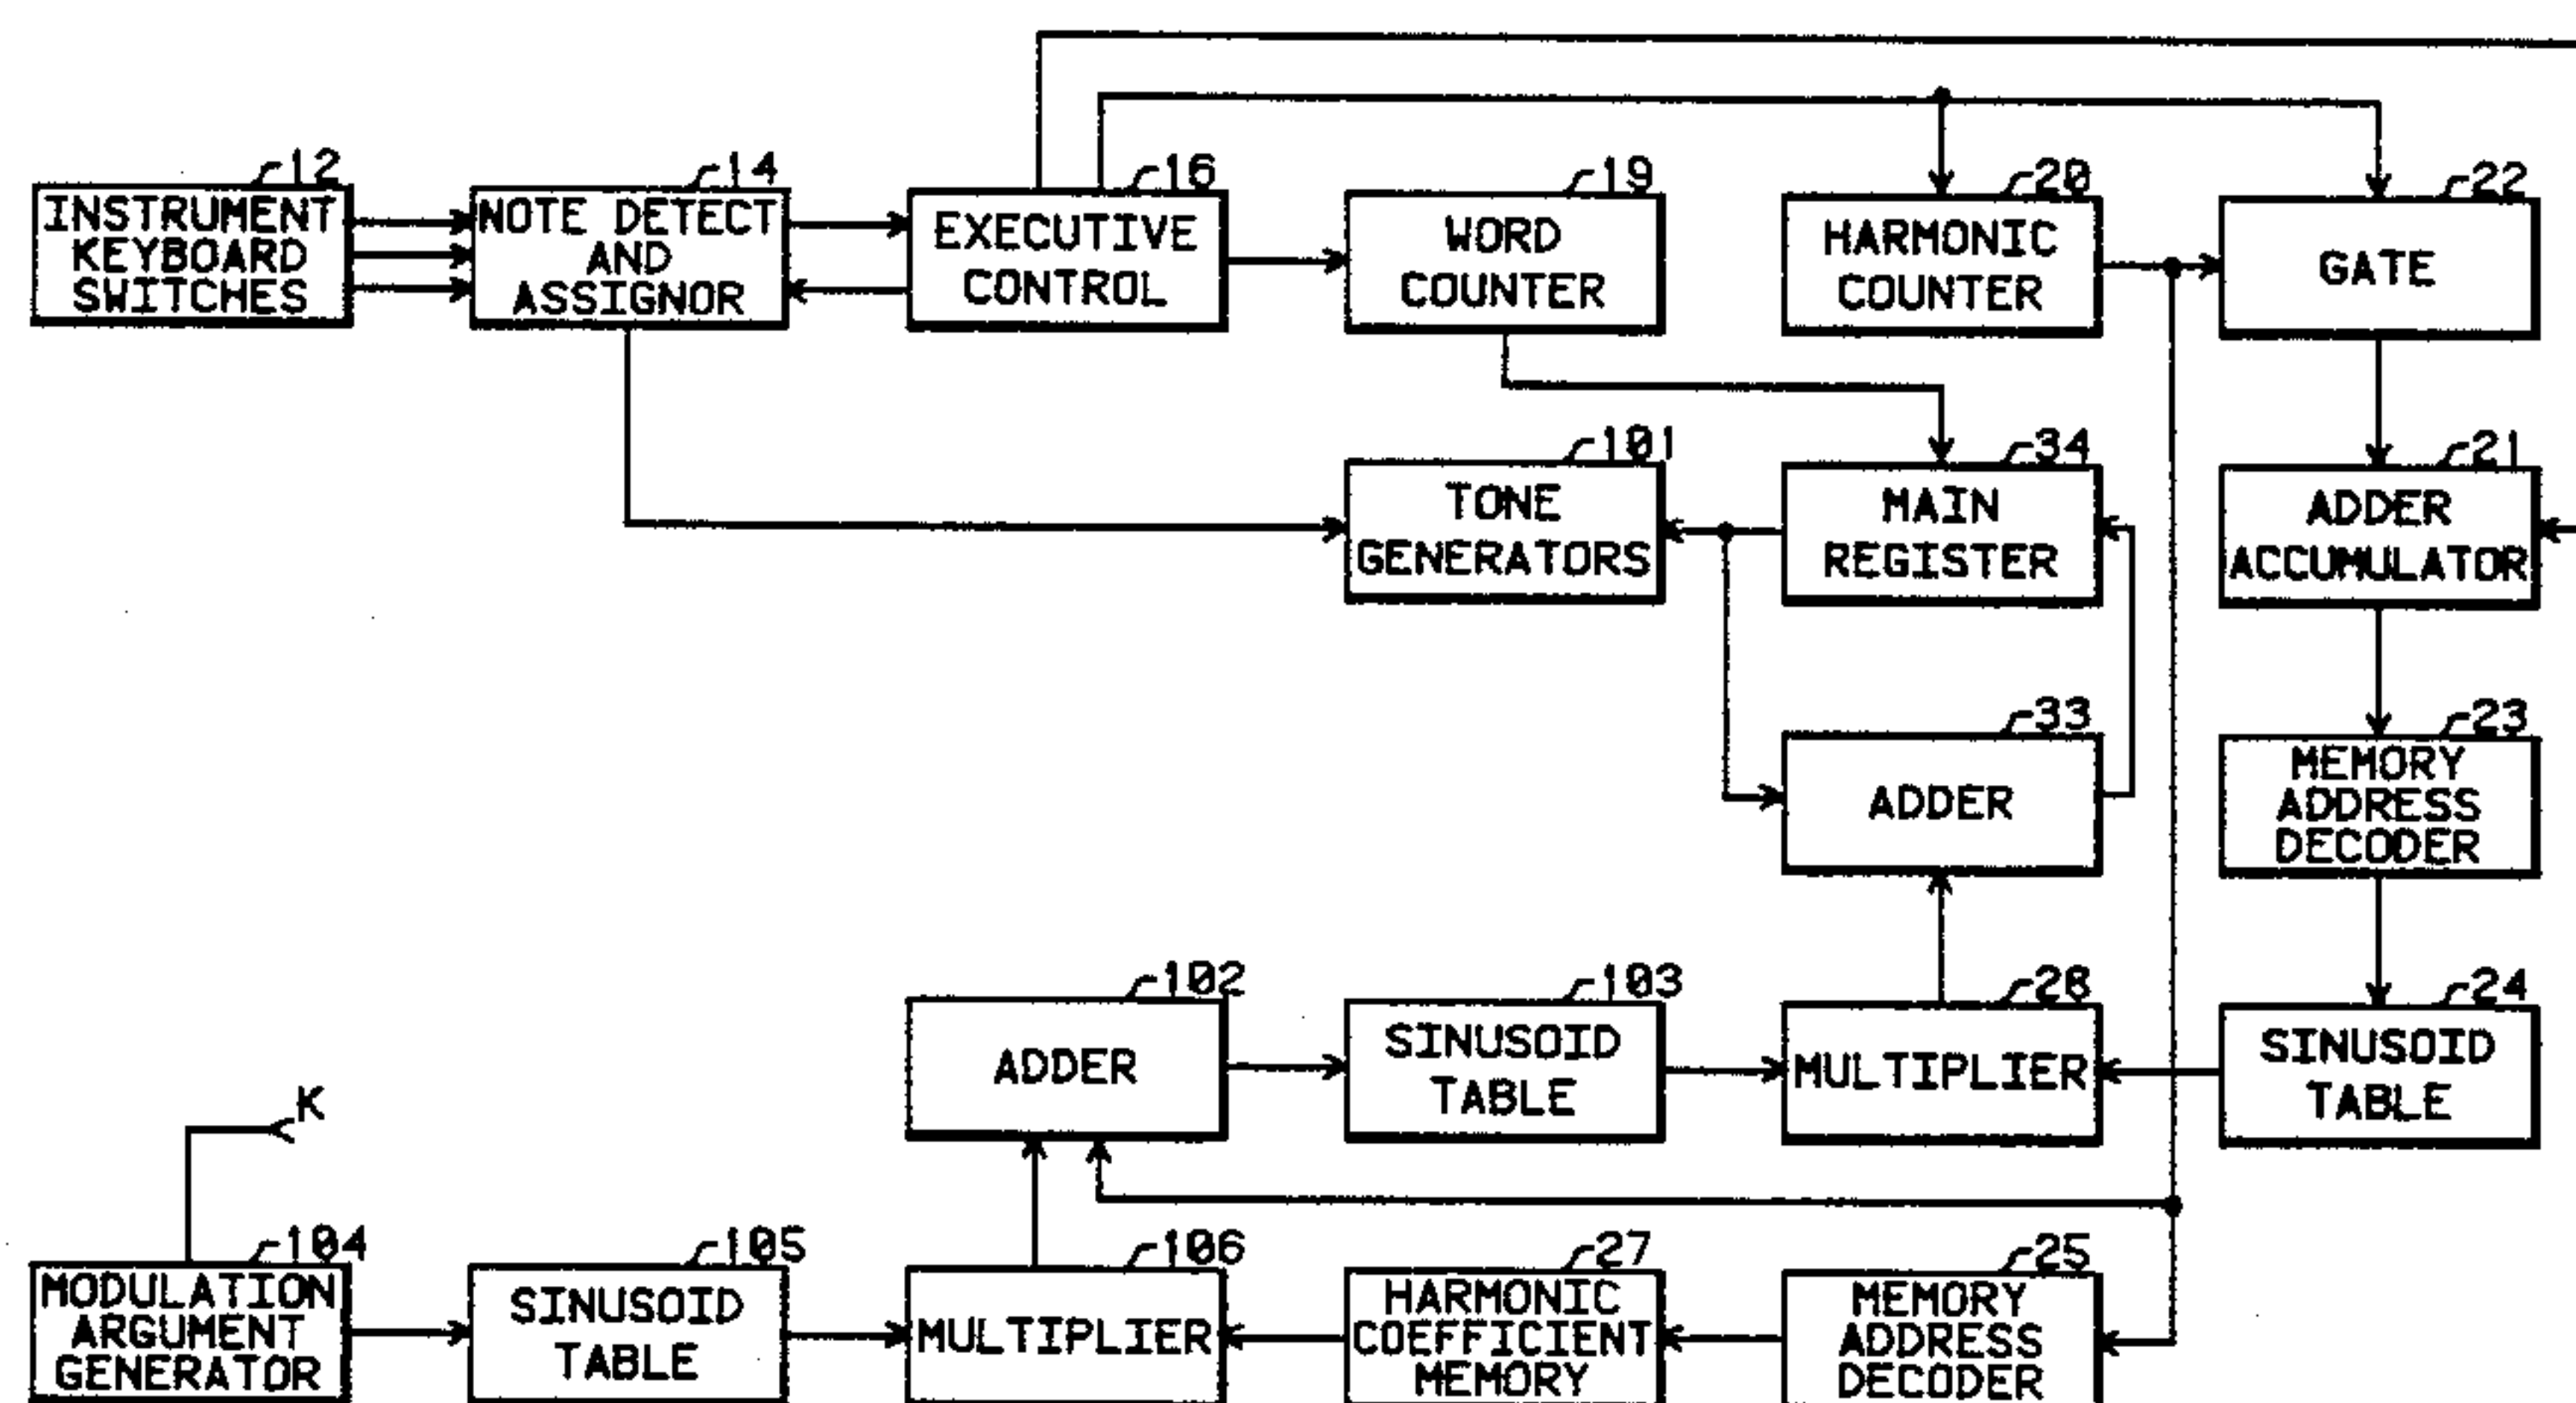 12
INSTRUMENT
KEYBOARD
SWITCHES
14
NOTE DETECT
AND
ASSIGNOR
16
EXECUTIVE
CONTROL
19
WORD
COUNTER
20
HARMONIC
COUNTER
22
GATE
101
TONE
GENERATORS
34
MAIN
REGISTER
21
ADDER
ACCUMULATOR
33
ADDER
23
MEMORY
ADDRESS
DECODER
102
ADDER
103
SINUSOID
TABLE
28
MULTIPLIER
24
SINUSOID
TABLE
K
104
MODULATION
ARGUMENT
GENERATOR
105
SINUSOID
TABLE
106
MULTIPLIER
27
HARMONIC
COEFFICIENT
MEMORY
25
MEMORY
ADDRESS
DECODER